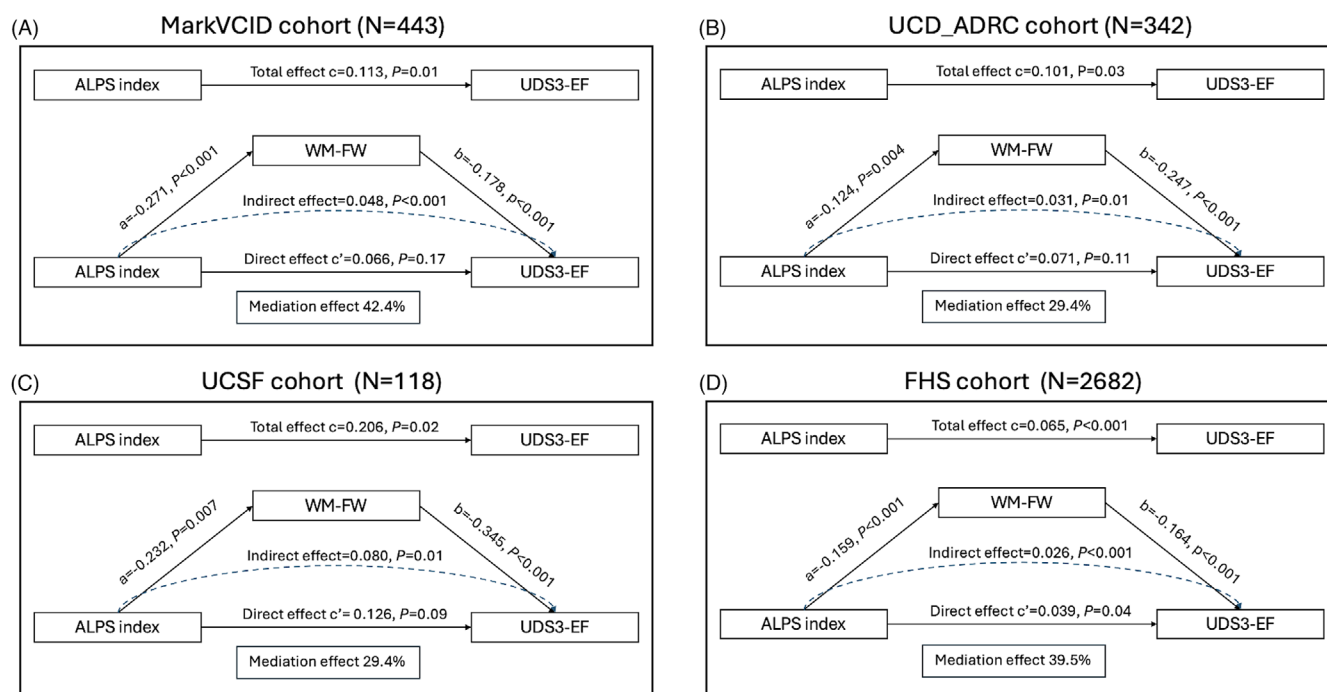 (A)
MarkVCID cohort (N=443)
ALPS index
Total effect c=0.113, P=0.01
UDS3-EF
WM-FW
a=-0.271, P<0.001
b=-0.178, p<0.001
Indirect effect=0.048, P<0.001
ALPS index
Direct effect c'=0.066, P=0.17
UDS3-EF
Mediation effect 42.4%
(B)
UCD_ADRC cohort (N=342)
ALPS index
Total effect c=0.101, P=0.03
UDS3-EF
WM-FW
a=-0.124, P=0.004
b=-0.247, p<0.001
Indirect effect=0.031, P=0.01
ALPS index
Direct effect c'=0.071, P=0.11
UDS3-EF
Mediation effect 29.4%
(C)
UCSF cohort (N=118)
ALPS index
Total effect c=0.206, P=0.02
UDS3-EF
WM-FW
a=-0.232, P=0.007
b=-0.345, P<0.001
Indirect effect=0.080, P=0.01
ALPS index
Direct effect c'= 0.126, P=0.09
UDS3-EF
Mediation effect 29.4%
(D)
FHS cohort (N=2682)
ALPS index
Total effect c=0.065, P<0.001
UDS3-EF
WM-FW
a=-0.159, P<0.001
b=-0.164, p<0.001
Indirect effect=0.026, P<0.001
ALPS index
Direct effect c'=0.039, P=0.04
UDS3-EF
Mediation effect 39.5%